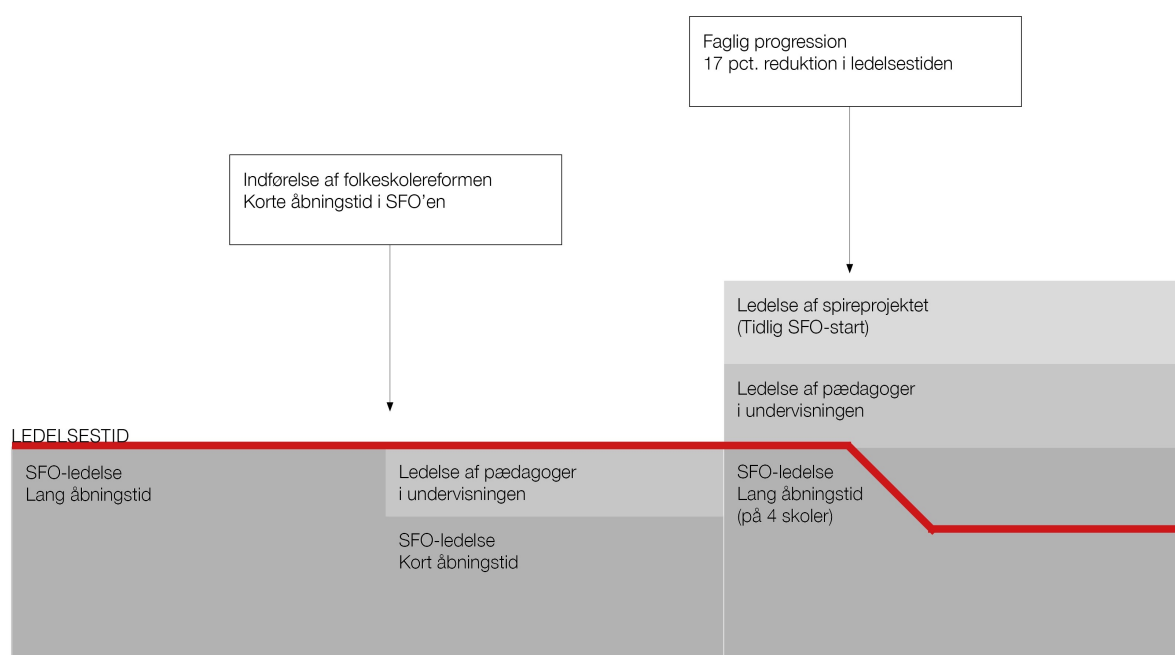 Faglig progression
17 pct. reduktion i ledelsestiden
Indførelse af folkeskolereformen
Korte åbningstid i SFO’en
Ledelse af spireprojektet
(Tidlig SFO-start)
Ledelse af pædagoger
i undervisningen
LEDELSESTID
SFO-ledelse
Lang åbningstid
Ledelse af pædagoger
i undervisningen
SFO-ledelse
Kort åbningstid
SFO-ledelse
Lang åbningstid
(på 4 skoler)